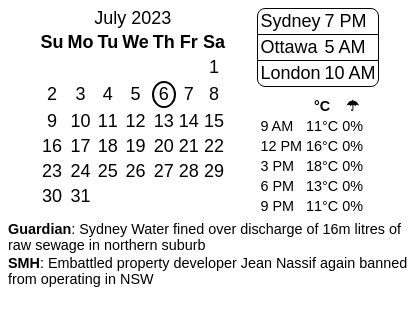 July 2023
Su Mo Tu We Th Fr Sa
1
2 3 4 5 6 7 8
9 10 11 12 13 14 15
16 17 18 19 20 21 22
23 24 25 26 27 28 29
30 31
Sydney 7 PM
Ottawa 5 AM
London 10 AM
°C ☂
9 AM 11°C 0%
12 PM 16°C 0%
3 PM 18°C 0%
6 PM 13°C 0%
9 PM 11°C 0%
Guardian: Sydney Water fined over discharge of 16m litres of
raw sewage in northern suburb
SMH: Embattled property developer Jean Nassif again banned
from operating in NSW